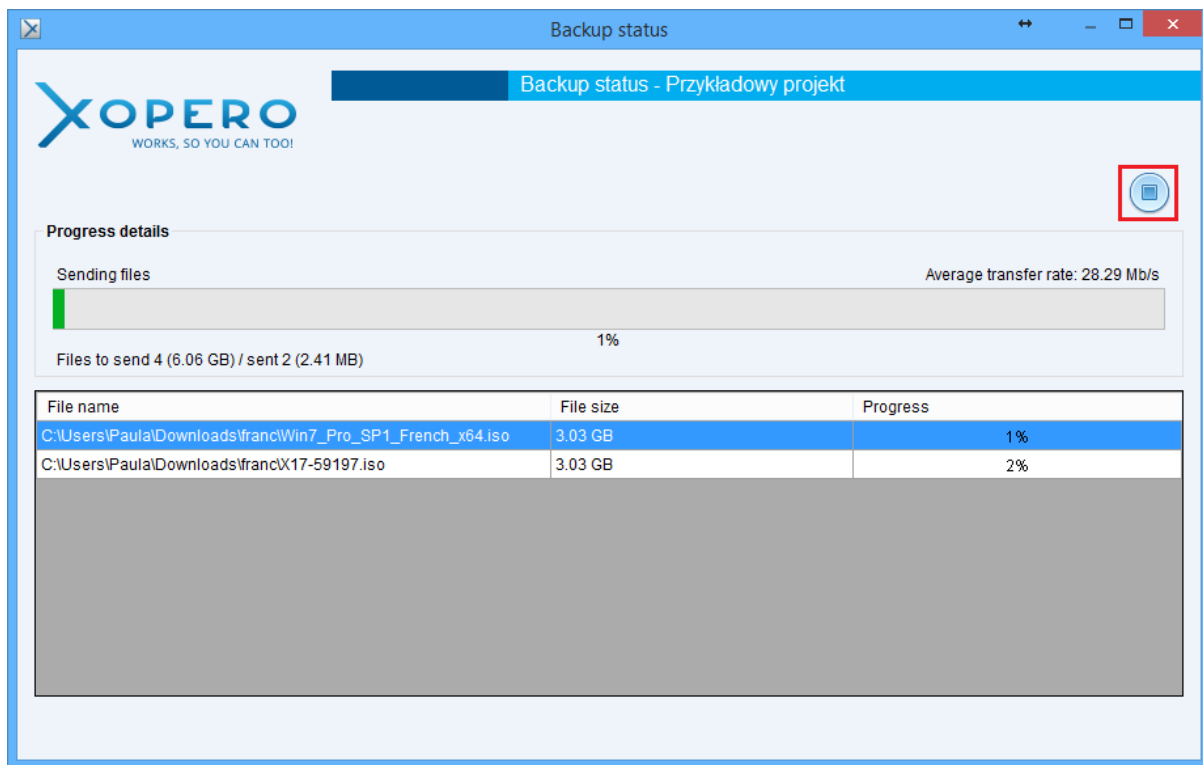 Backup status
Backup status - Przykładowy projekt
XOPERO
WORKS, SO YOU CAN TOO!
Progress details
Sending files
Average transfer rate: 28.29 Mb/s
1%
Files to send 4 (6.06 GB) / sent 2 (2.41 MB)
File name File size Progress
C:\Users\Paula\Downloads\franc\Win7_Pro_SP1_French_x64.iso 3.03 GB 1%
C:\Users\Paula\Downloads\franc\X17-59197.iso 3.03 GB 2%